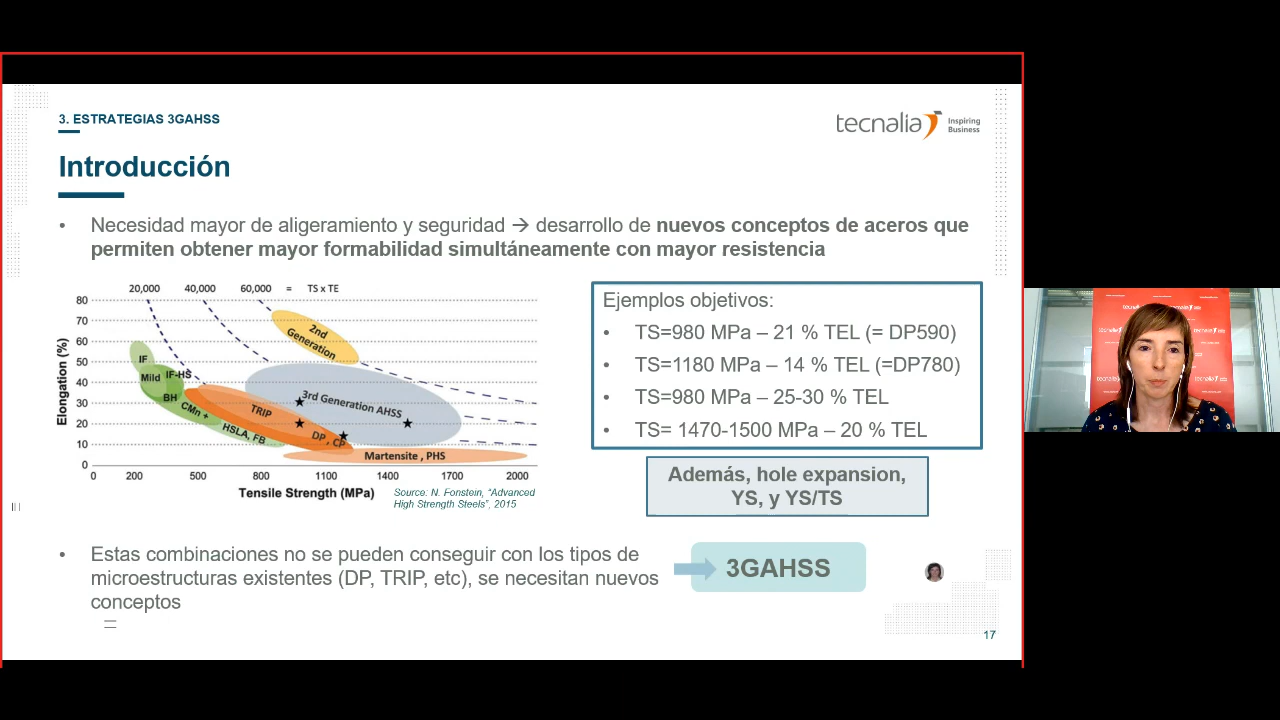 3. ESTRATEGIAS 3GAHSS
tecnalia Inspiring Business
Introducción
• Necesidad mayor de aligeramiento y seguridad → desarrollo de nuevos conceptos de aceros que
permiten obtener mayor formabilidad simultáneamente con mayor resistencia
20,000 40,000 60,000 = TS x TE
80
70
60
50
40
30
20
10
0
Elongation (%)
2nd
Generation
IF
Mild
IF-HS
BH
CMn +
HSLA, FB
TRIP
DP, CP
3rd Generation AHSS
Martensite , PHS
0 200 500 800 1100 1400 1700 2000
Tensile Strength (MPa)
Source: N. Fonstein, "Advanced
High Strength Steels", 2015
Ejemplos objetivos:
• TS=980 MPa – 21 % TEL (= DP590)
• TS=1180 MPa – 14 % TEL (=DP780)
• TS=980 MPa – 25-30 % TEL
• TS= 1470-1500 MPa – 20 % TEL
Además, hole expansion,
YS, y YS/TS
• Estas combinaciones no se pueden conseguir con los tipos de
microestructuras existentes (DP, TRIP, etc), se necesitan nuevos
conceptos
3GAHSS
17
tecnalia
tecnalia
tecnalia